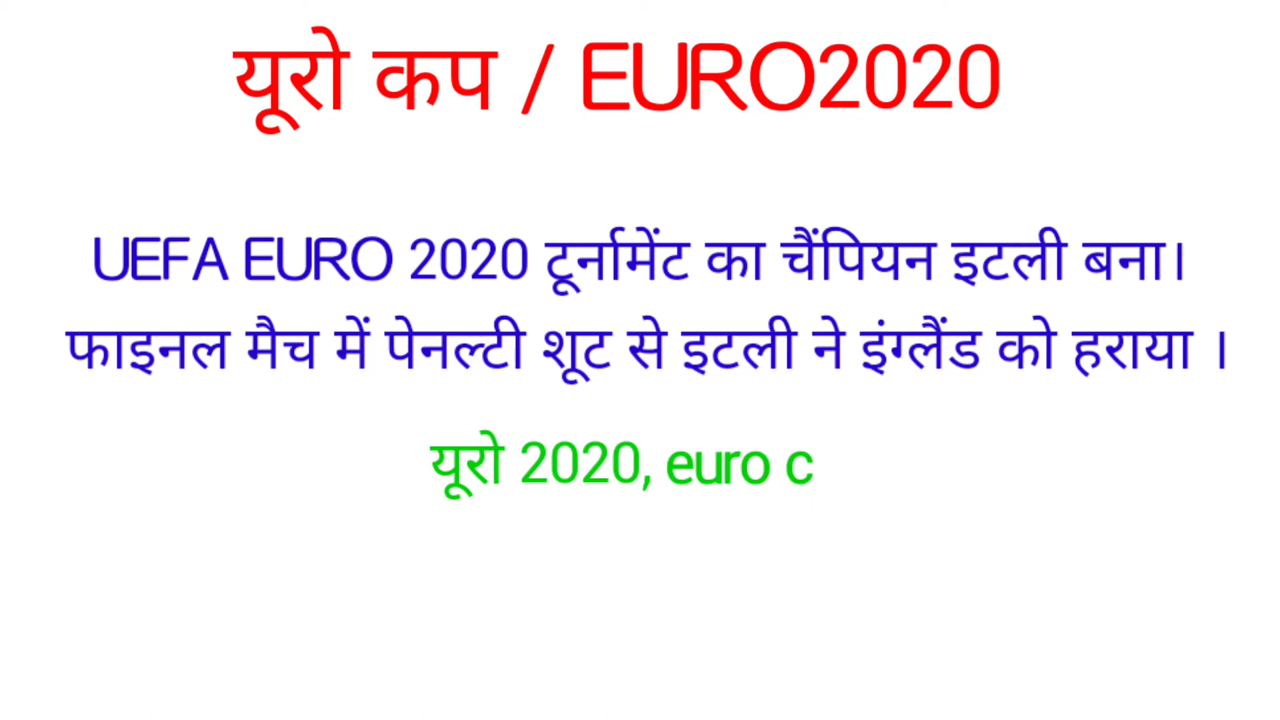 यूरो कप / EURO2020
UEFA EURO 2020 टूर्नामेंट का चैंपियन इटली बना।
फाइनल मैच में पेनल्टी शूट से इटली ने इंग्लैंड को हराया ।
यूरो 2020, euro c